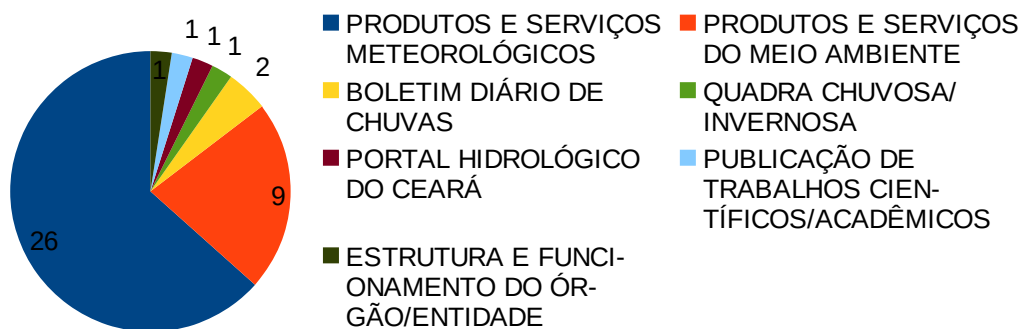 1
1
1
1
2
9
26
PRODUTOS E SERVIÇOS
METEOROLÓGICOS
PRODUTOS E SERVIÇOS
DO MEIO AMBIENTE
BOLETIM DIÁRIO DE
CHUVAS
QUADRA CHUVOSA/
INVERNOSA
PORTAL HIDROLÓGICO
DO CEARÁ
PUBLICAÇÃO DE
TRABALHOS CIEN-
TÍFICOS/ACADÊMICOS
ESTRUTURA E FUNCI-
ONAMENTO DO ÓR-
GÃO/ENTIDADE